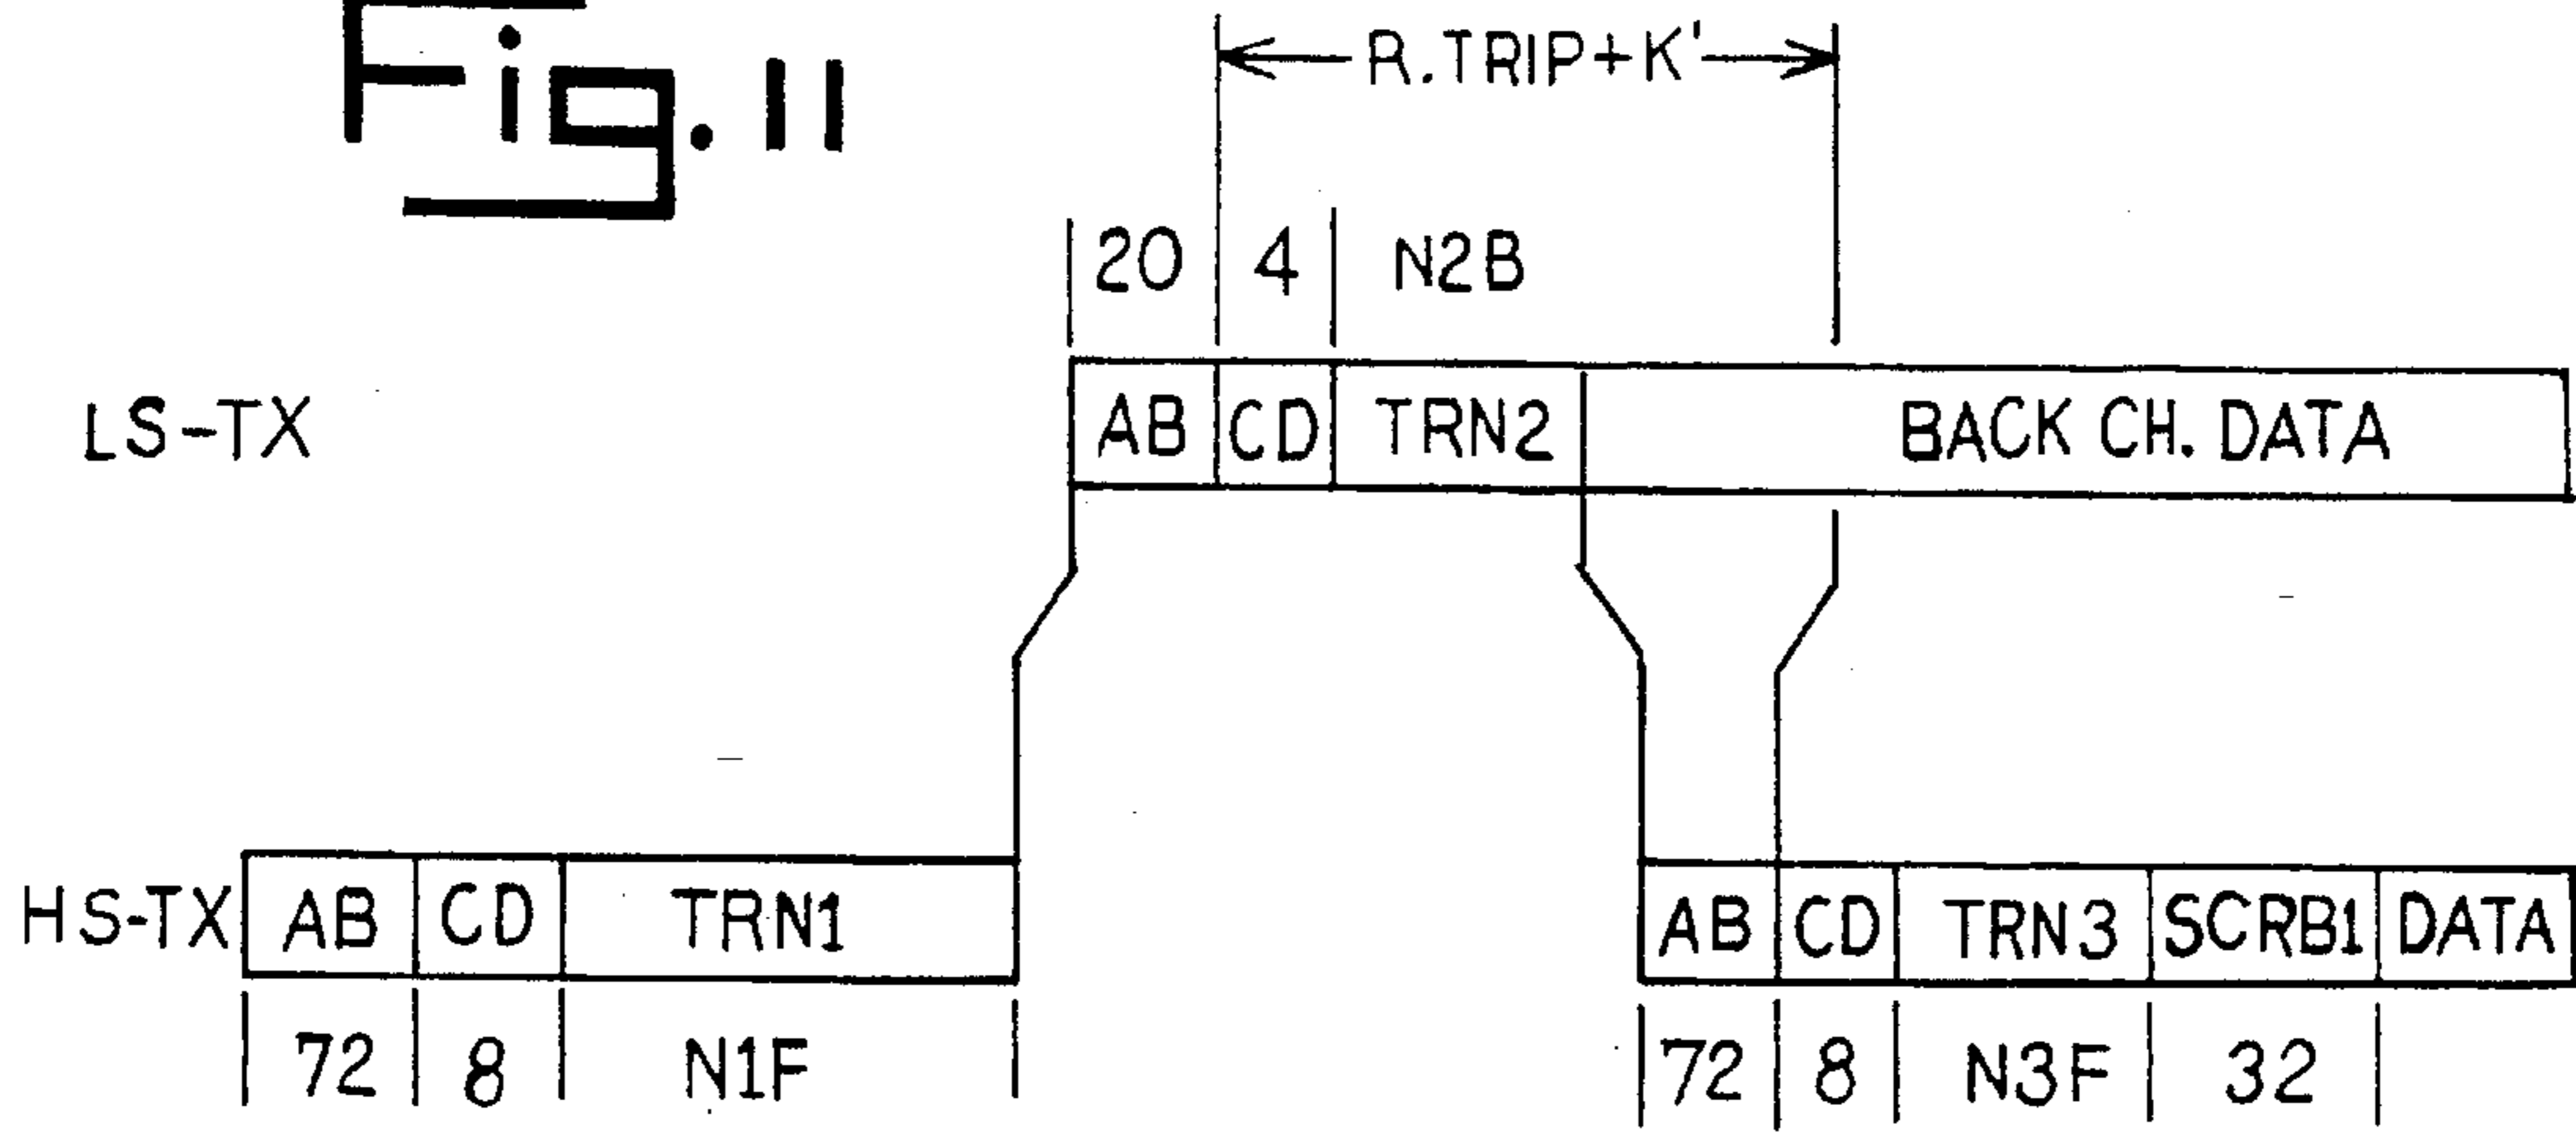 Fig. 11
R.TRIP+K'
20 4 N2B
LS-TX AB CD TRN2 BACK CH. DATA
HS-TX AB CD TRN1 AB CD TRN3 SCRB1 DATA
72 8 N1F 72 8 N3F 32